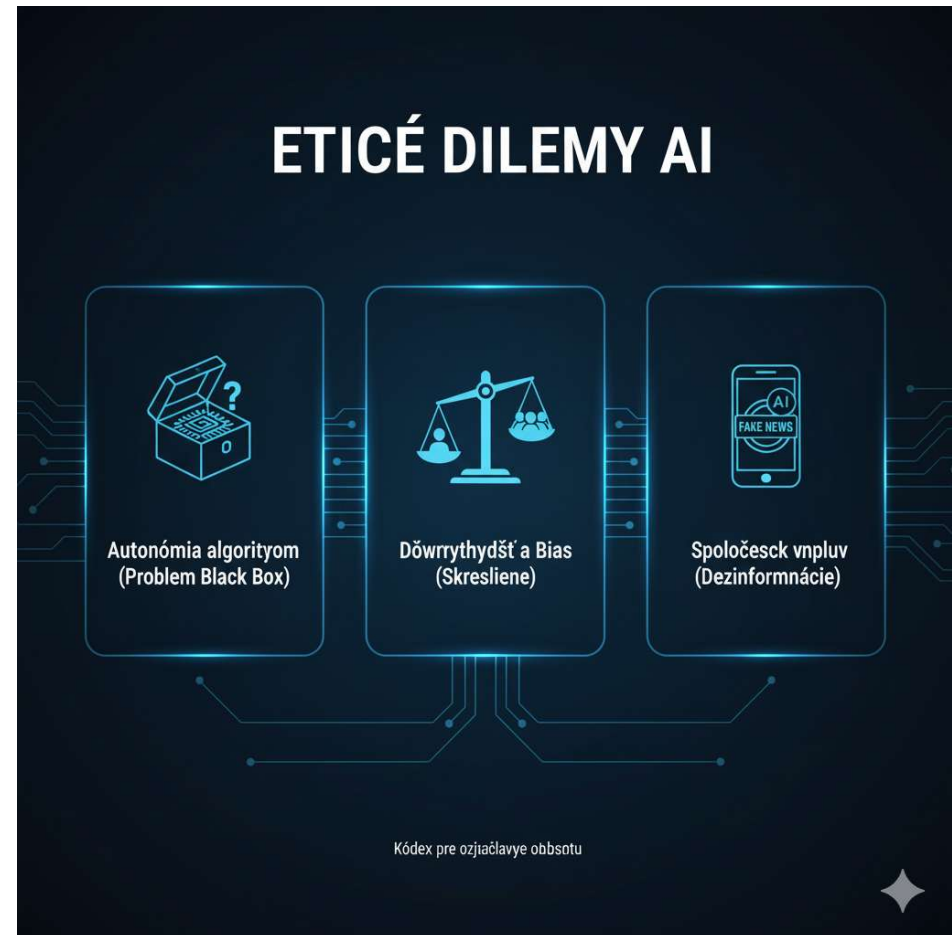 ETICÉ DILEMY AI
?
AI
FAKE NEWS
Autonómia algorityom
(Problem Black Box)
Dŏwrrythydšť a Bias
(Skresliene)
Spoločesck vnpluv
(Dezinformnácie)
Kódex pre ozjıačlavye obbsotu